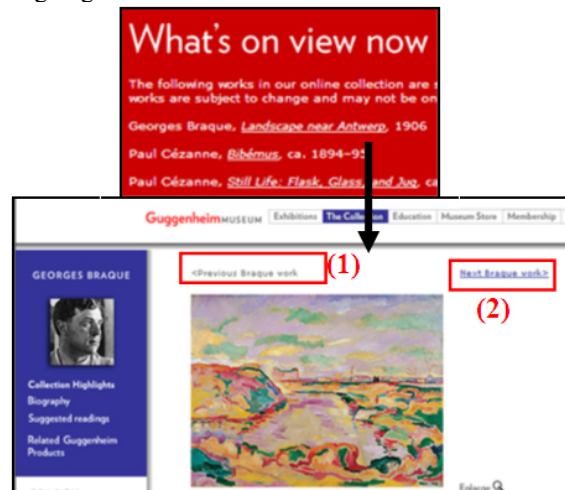 What's on view now
The following works in our online collection are
works are subject to change and may not be on
Georges Braque, Landscape near Antwerp, 1906
Paul Cézanne, Bibémus, ca. 1894–95
Paul Cézanne, Still Life: Flask, Glass, and Jug, ca
Guggenheim MUSEUM Exhibitions The Collection Education Museum Store Membership
GEORGES BRAQUE
<Previous Braque work
(1)
Next Braque work>
(2)
Collection Highlights
Biography
Suggested readings
Related Guggenheim
Products
Enlarge